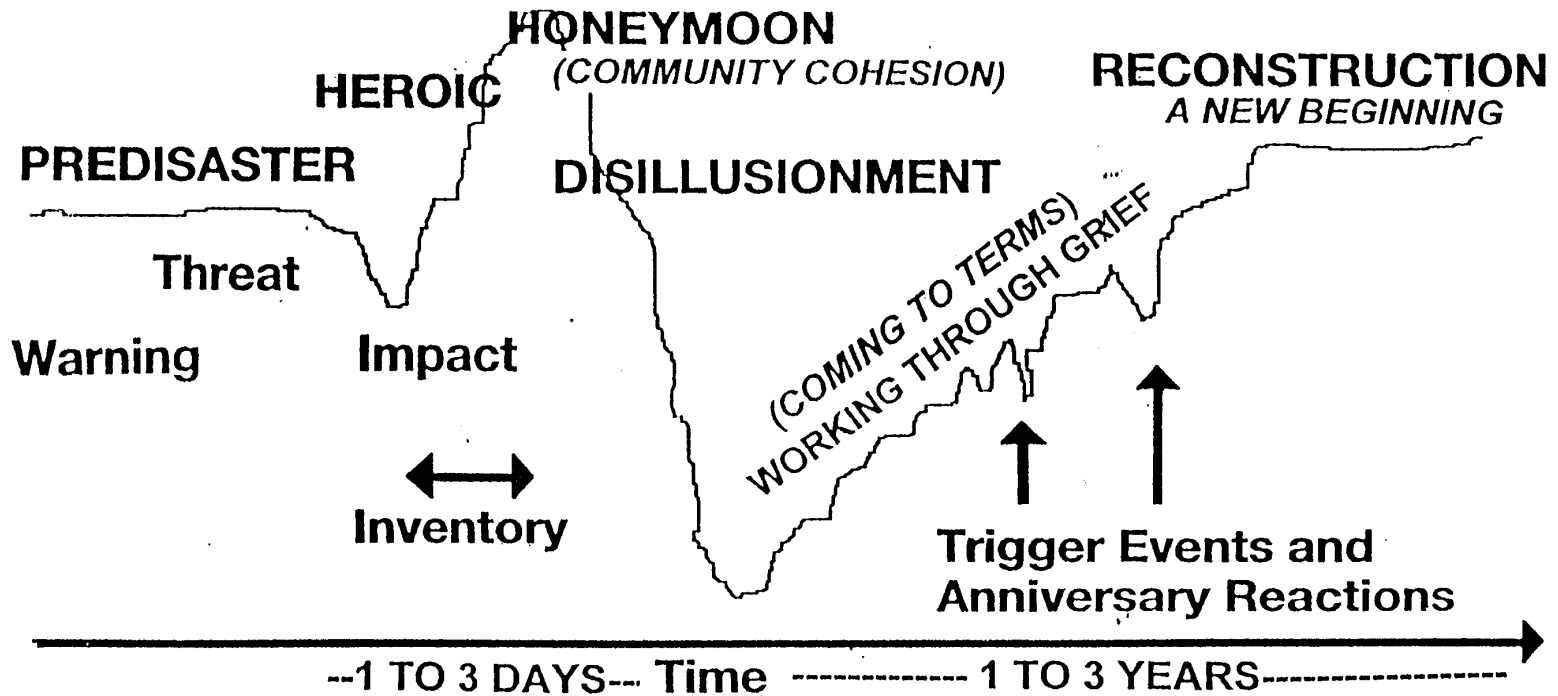 HONEYMOON
(COMMUNITY COHESION)
HEROIC
RECONSTRUCTION
A NEW BEGINNING
PREDISASTER
DISILLUSIONMENT
Threat
Warning
Impact
(COMING TO TERMS)
WORKING THROUGH GRIEF
Inventory
Trigger Events and
Anniversary Reactions
--1 TO 3 DAYS--- Time ------------ 1 TO 3 YEARS----------------